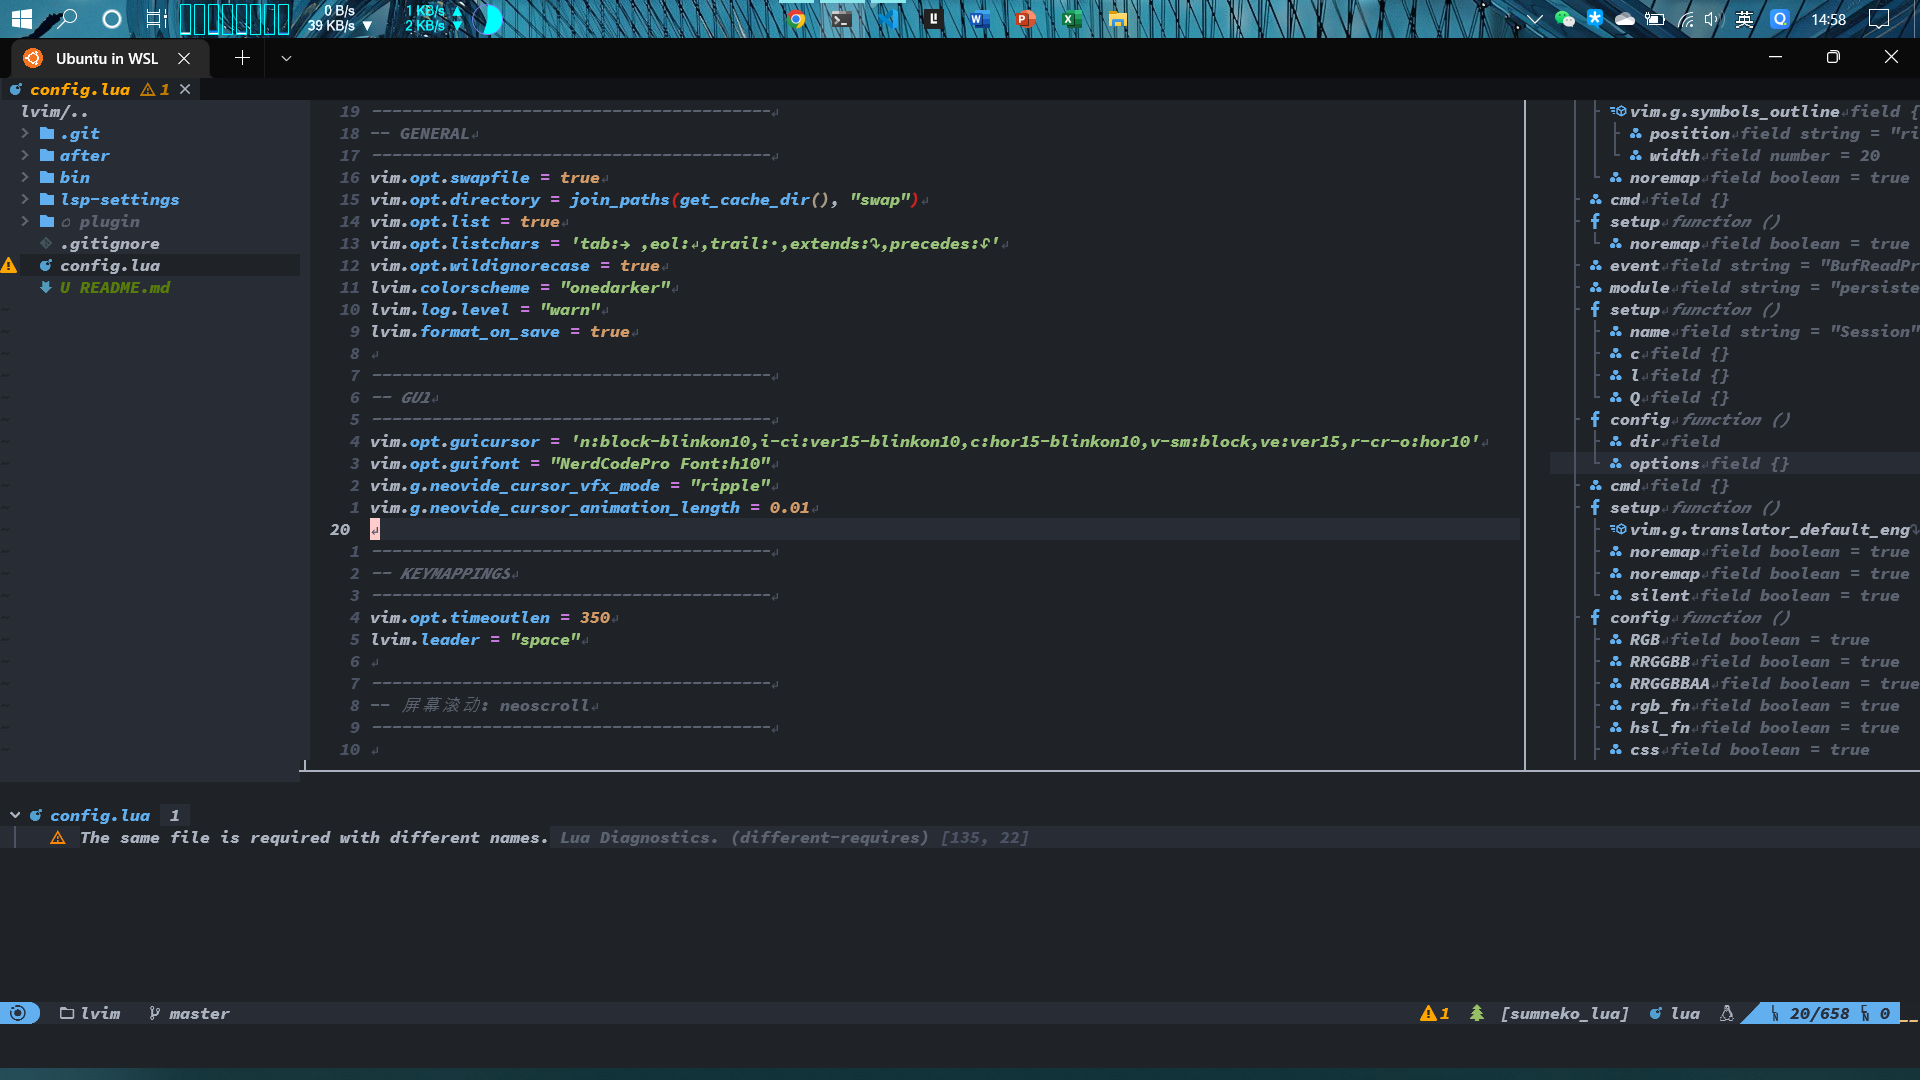 0 B/s
39 KB/s ▼
1 KB/s ▲
2 KB/s ▼
英
14:58
Ubuntu in WSL
config.lua 1
lvim/..
.git
after
bin
lsp-settings
plugin
.gitignore
config.lua
U README.md
19 ----------------------------------------
18 -- GENERAL
17 ----------------------------------------
16 vim.opt.swapfile = true
15 vim.opt.directory = join_paths(get_cache_dir(), "swap")
14 vim.opt.list = true
13 vim.opt.listchars = 'tab:→ ,eol:↲,trail:·,extends:⤵,precedes:⤴'
12 vim.opt.wildignorecase = true
11 lvim.colorscheme = "onedarker"
10 lvim.log.level = "warn"
9 lvim.format_on_save = true
8
7 ----------------------------------------
6 -- GUI
5 ----------------------------------------
4 vim.opt.guicursor = 'n:block-blinkon10,i-ci:ver15-blinkon10,c:hor15-blinkon10,v-sm:block,ve:ver15,r-cr-o:hor10'
3 vim.opt.guifont = "NerdCodePro Font:h10"
2 vim.g.neovide_cursor_vfx_mode = "ripple"
1 vim.g.neovide_cursor_animation_length = 0.01
20
1 ----------------------------------------
2 -- KEYMAPPINGS
3 ----------------------------------------
4 vim.opt.timeoutlen = 350
5 lvim.leader = "space"
6
7 ----------------------------------------
8 -- 屏幕滚动: neoscroll
9 ----------------------------------------
10
vim.g.symbols_outline field {
position field string = "ri
width field number = 20
noremap field boolean = true
cmd field {}
setup function ()
noremap field boolean = true
event field string = "BufReadPr
module field string = "persiste
setup function ()
name field string = "Session"
c field {}
l field {}
Q field {}
config function ()
dir field
options field {}
cmd field {}
setup function ()
vim.g.translator_default_eng
noremap field boolean = true
noremap field boolean = true
silent field boolean = true
config function ()
RGB field boolean = true
RRGGBB field boolean = true
RRGGBBAA field boolean = true
rgb_fn field boolean = true
hsl_fn field boolean = true
css field boolean = true
config.lua 1
The same file is required with different names. Lua Diagnostics. (different-requires) [135, 22]
lvim master 1 [sumneko_lua] lua 20/658 0